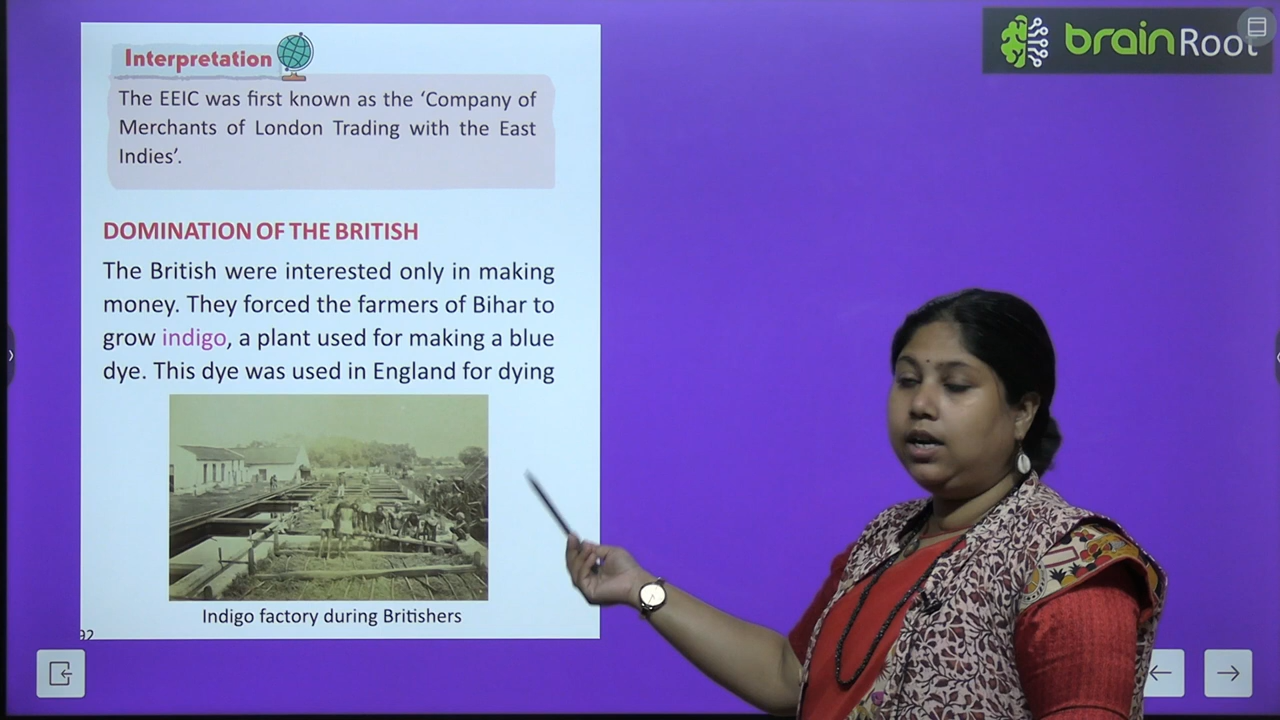 Interpretation
The EEIC was first known as the ‘Company of
Merchants of London Trading with the East
Indies’.
DOMINATION OF THE BRITISH
The British were interested only in making
money. They forced the farmers of Bihar to
grow indigo, a plant used for making a blue
dye. This dye was used in England for dying
Indigo factory during Britishers
92
brainRoot